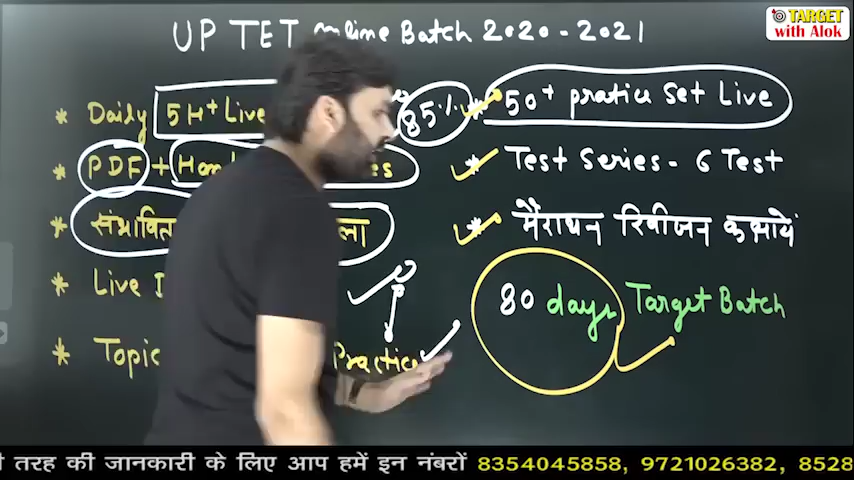 TARGET
with Alok
UP TET online Batch 2020-2021
* Daily 5H+ Live
85%
* PDF +
* संभावित
* Live
* Topic Practice
* 50+ pratice Set Live
* Test Series - 6 Test
* मैराथन रिवीजन कक्षायें
80 days Target Batch
तरह की जानकारी के लिए आप हमें इन नंबरों 8354045858, 9721026382, 8528